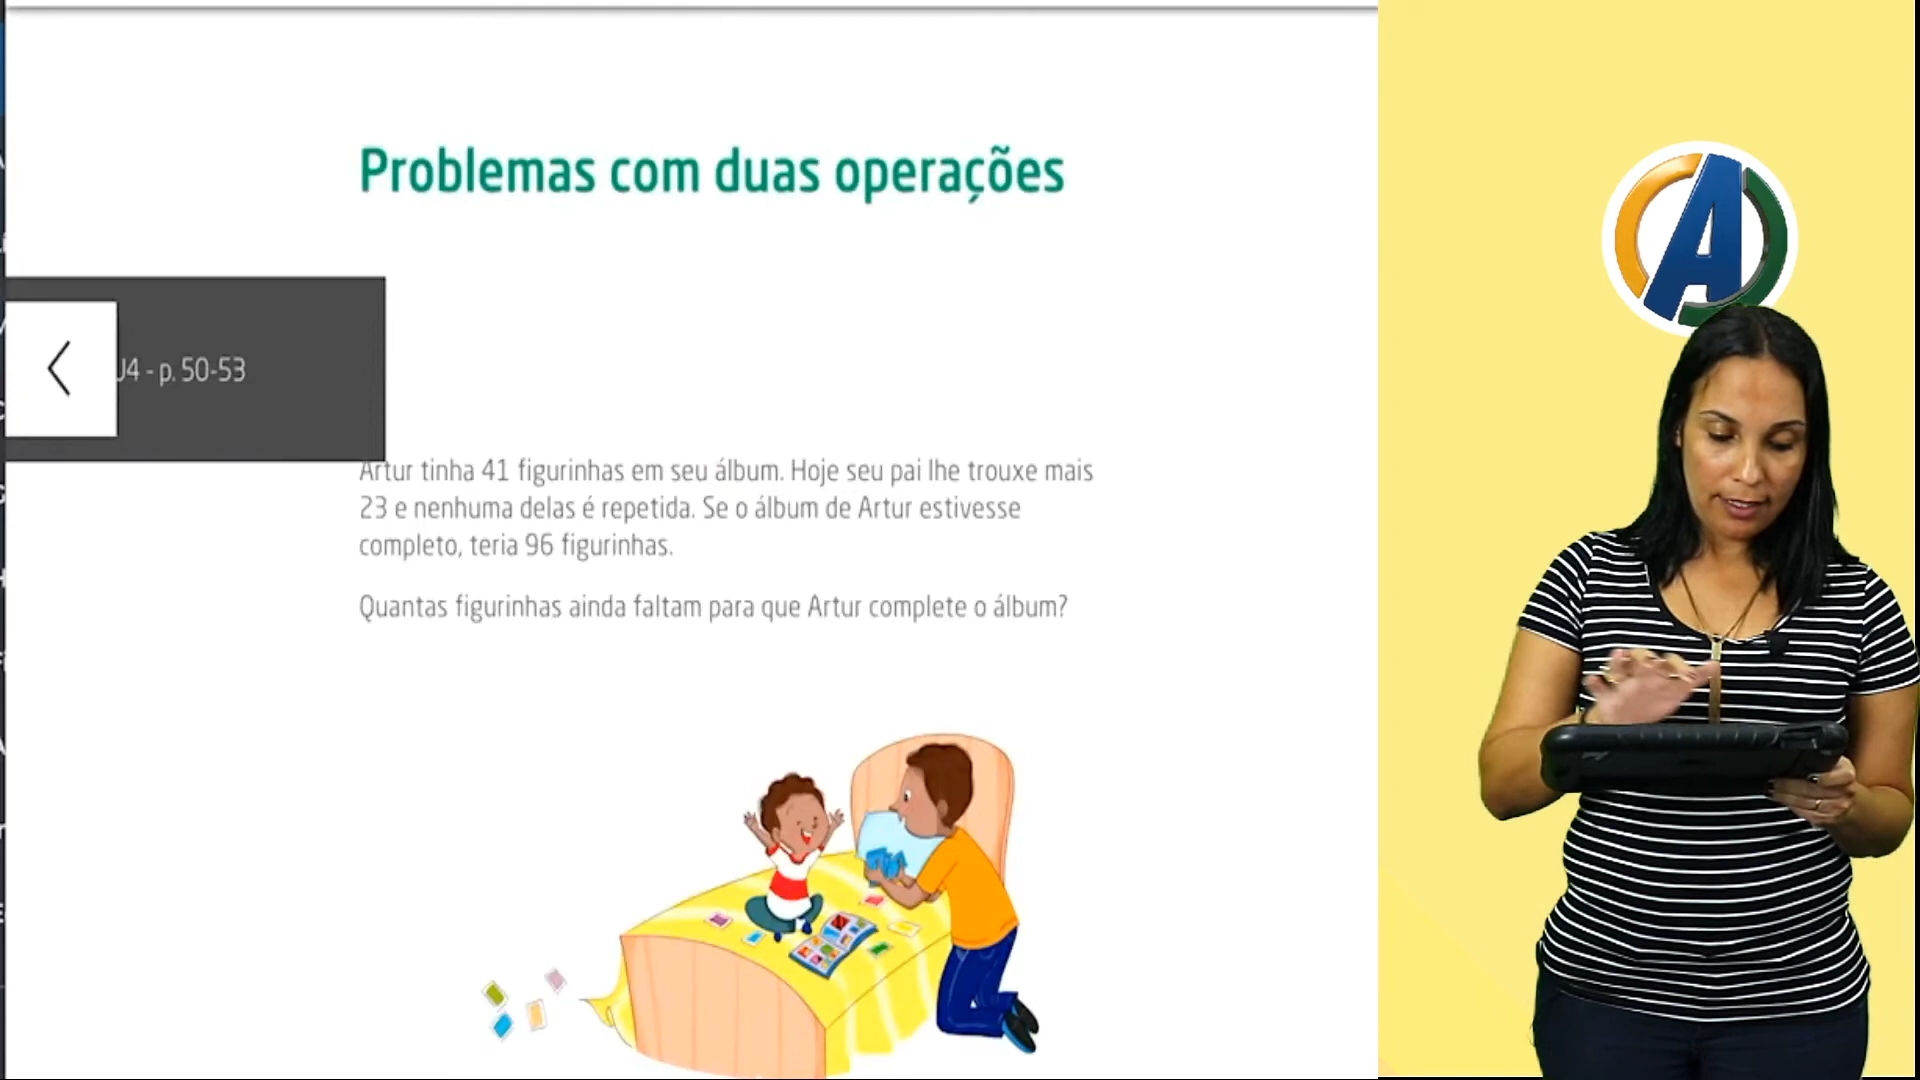 Problemas com duas operações
U4 - p. 50-53
Artur tinha 41 figurinhas em seu álbum. Hoje seu pai lhe trouxe mais
23 e nenhuma delas é repetida. Se o álbum de Artur estivesse
completo, teria 96 figurinhas.
Quantas figurinhas ainda faltam para que Artur complete o álbum?
A